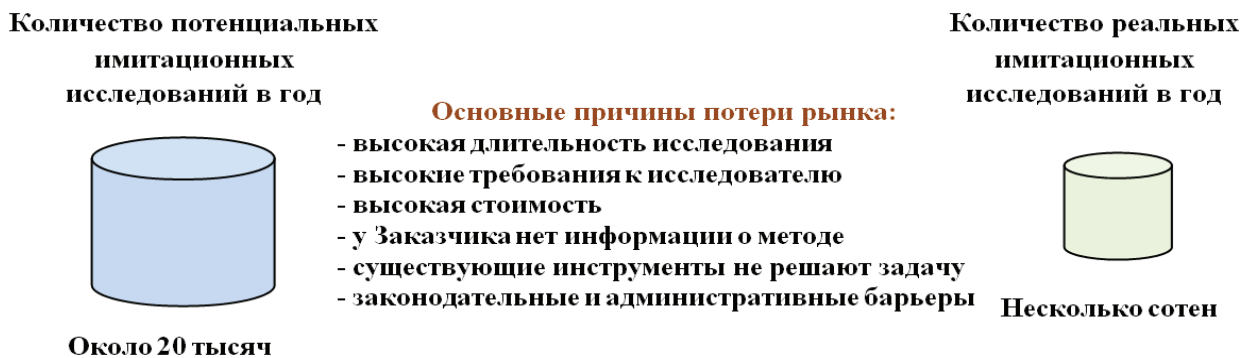 Количество потенциальных
имитационных
исследований в год
Около 20 тысяч
Основные причины потери рынка:
- высокая длительность исследования
- высокие требования к исследователю
- высокая стоимость
- у Заказчика нет информации о методе
- существующие инструменты не решают задачу
- законодательные и административные барьеры
Количество реальных
имитационных
исследований в год
Несколько сотен